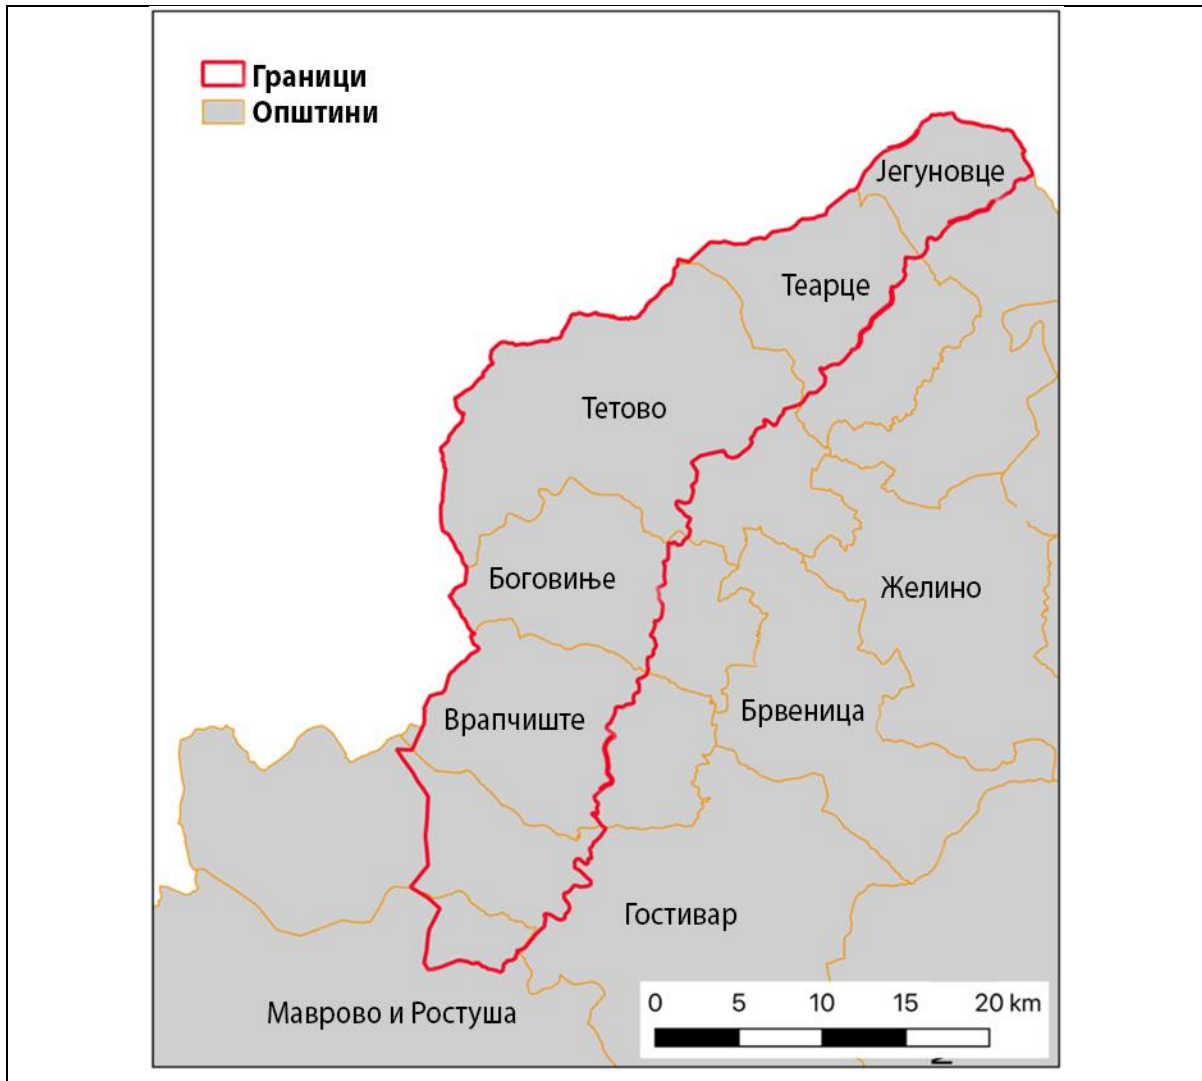 Граници
Општини
Јегуновце
Теарце
Тетово
Боговиње
Желино
Врапчиште
Брвеница
Гостивар
Маврово и Ростуша
0 5 10 15 20 km